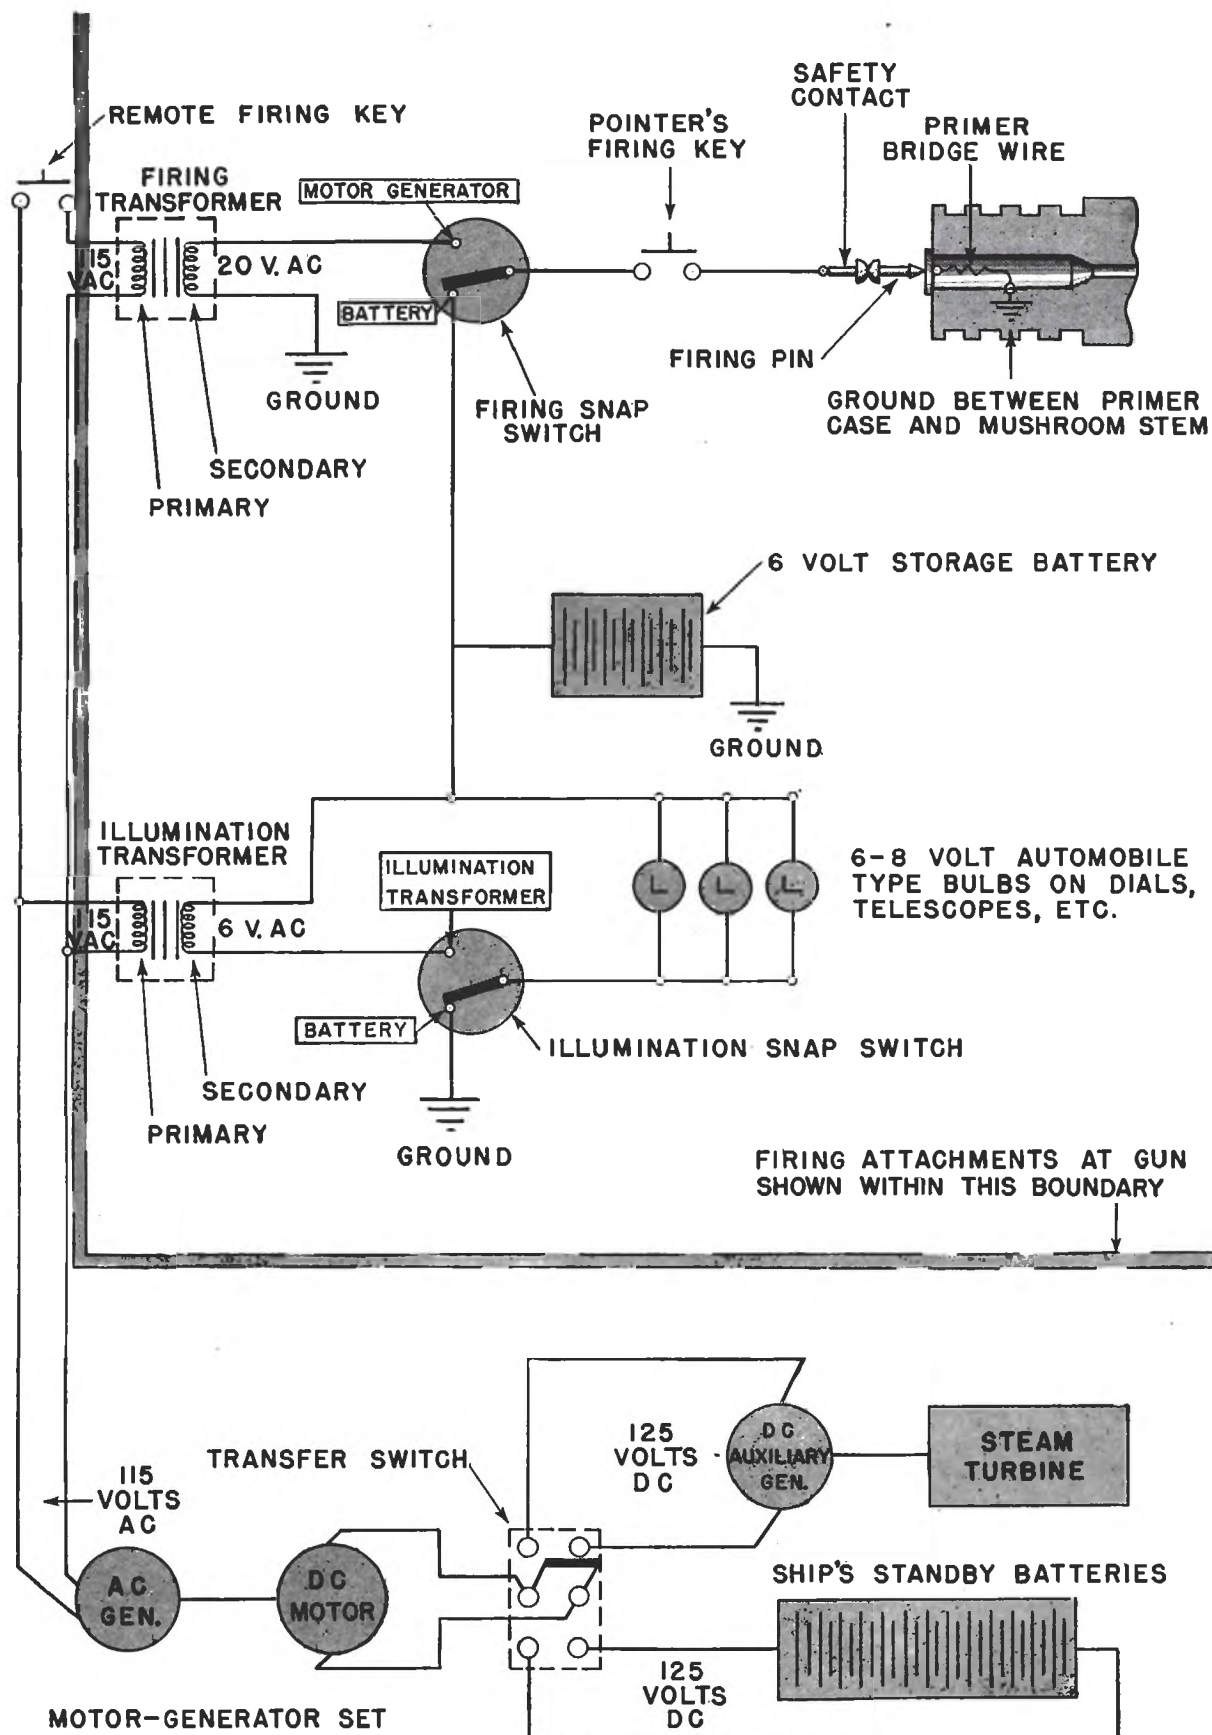 REMOTE FIRING KEY
SAFETY
CONTACT
POINTER'S
FIRING KEY
PRIMER
BRIDGE WIRE
FIRING
TRANSFORMER
MOTOR GENERATOR
115
VAC
20 V. AC
BATTERY
FIRING PIN
GROUND
FIRING SNAP
SWITCH
GROUND BETWEEN PRIMER
CASE AND MUSHROOM STEM
SECONDARY
PRIMARY
6 VOLT STORAGE BATTERY
GROUND
ILLUMINATION
TRANSFORMER
ILLUMINATION
TRANSFORMER
6-8 VOLT AUTOMOBILE
TYPE BULBS ON DIALS,
TELESCOPES, ETC.
L L L
115
VAC
6 V. AC
BATTERY
ILLUMINATION SNAP SWITCH
SECONDARY
PRIMARY
GROUND
FIRING ATTACHMENTS AT GUN
SHOWN WITHIN THIS BOUNDARY
125
VOLTS
DC
DC
AUXILIARY
GEN.
STEAM
TURBINE
TRANSFER SWITCH
115
VOLTS
AC
AC
GEN.
DC
MOTOR
SHIP'S STANDBY BATTERIES
125
VOLTS
DC
MOTOR-GENERATOR SET